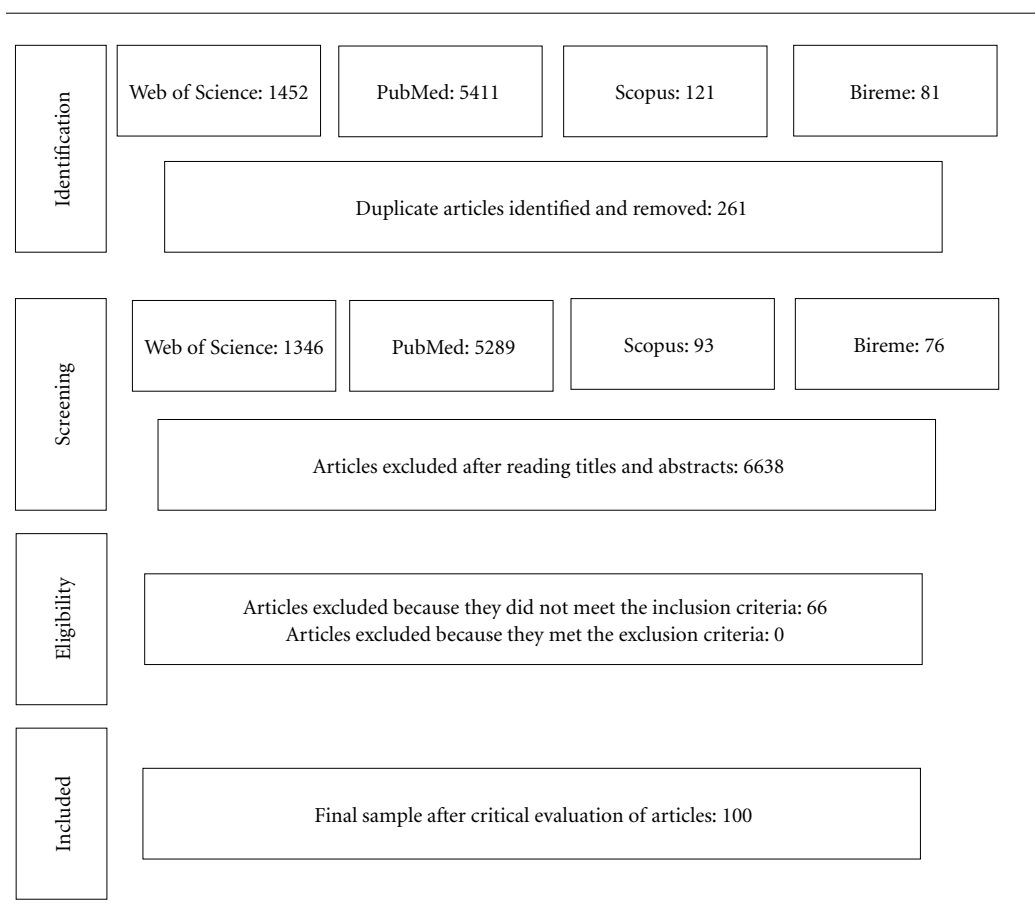 Identification
Web of Science: 1452
PubMed: 5411
Scopus: 121
Bireme: 81
Duplicate articles identified and removed: 261
Screening
Web of Science: 1346
PubMed: 5289
Scopus: 93
Bireme: 76
Articles excluded after reading titles and abstracts: 6638
Eligibility
Articles excluded because they did not meet the inclusion criteria: 66
Articles excluded because they met the exclusion criteria: 0
Included
Final sample after critical evaluation of articles: 100